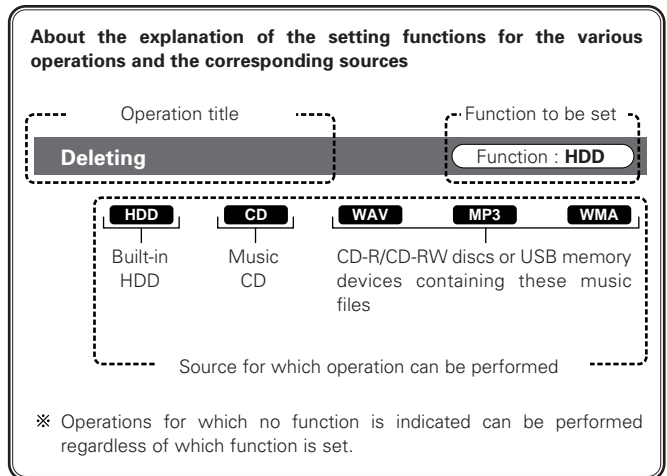 About the explanation of the setting functions for the various
operations and the corresponding sources
Operation title
Function to be set
Deleting
Function : HDD
HDD
CD
WAV
MP3
WMA
Built-in
HDD
Music
CD
CD-R/CD-RW discs or USB memory
devices containing these music
files
Source for which operation can be performed
※ Operations for which no function is indicated can be performed
regardless of which function is set.